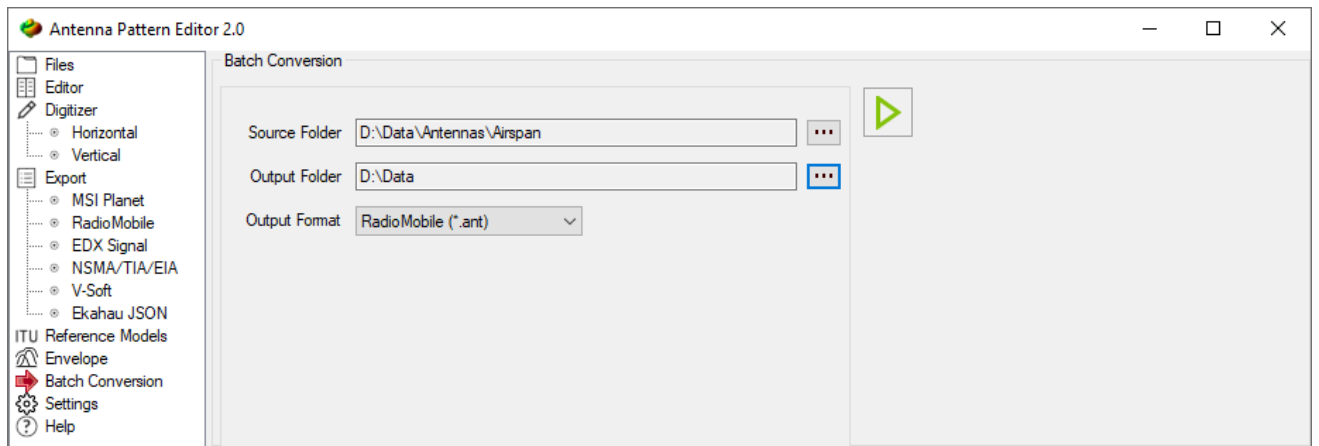 Antenna Pattern Editor 2.0
Files
Editor
Digitizer
Horizontal
Vertical
Export
MSI Planet
RadioMobile
EDX Signal
NSMA/TIA/EIA
V-Soft
Ekahau JSON
ITU Reference Models
Envelope
Batch Conversion
Settings
? Help
Batch Conversion
Source Folder D:\Data\Antennas\Airspan ...
Output Folder D:\Data ...
Output Format RadioMobile (*.ant)